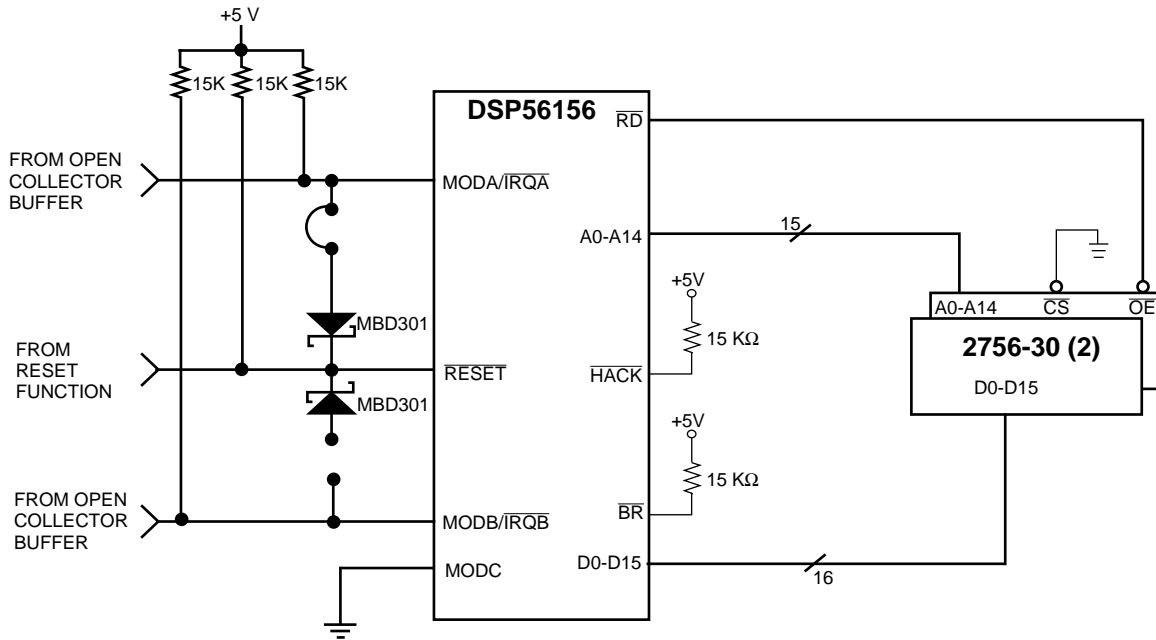 +5 V
15K
15K
15K
DSP56156
RD
FROM OPEN
COLLECTOR
BUFFER
MODA/IRQA
15
A0-A14
+5V
15 KΩ
A0-A14
CS
OE
MBD301
2756-30 (2)
FROM
RESET
FUNCTION
RESET
HACK
D0-D15
MBD301
+5V
15 KΩ
FROM OPEN
COLLECTOR
BUFFER
MODB/IRQB
BR
MODC
D0-D15
16